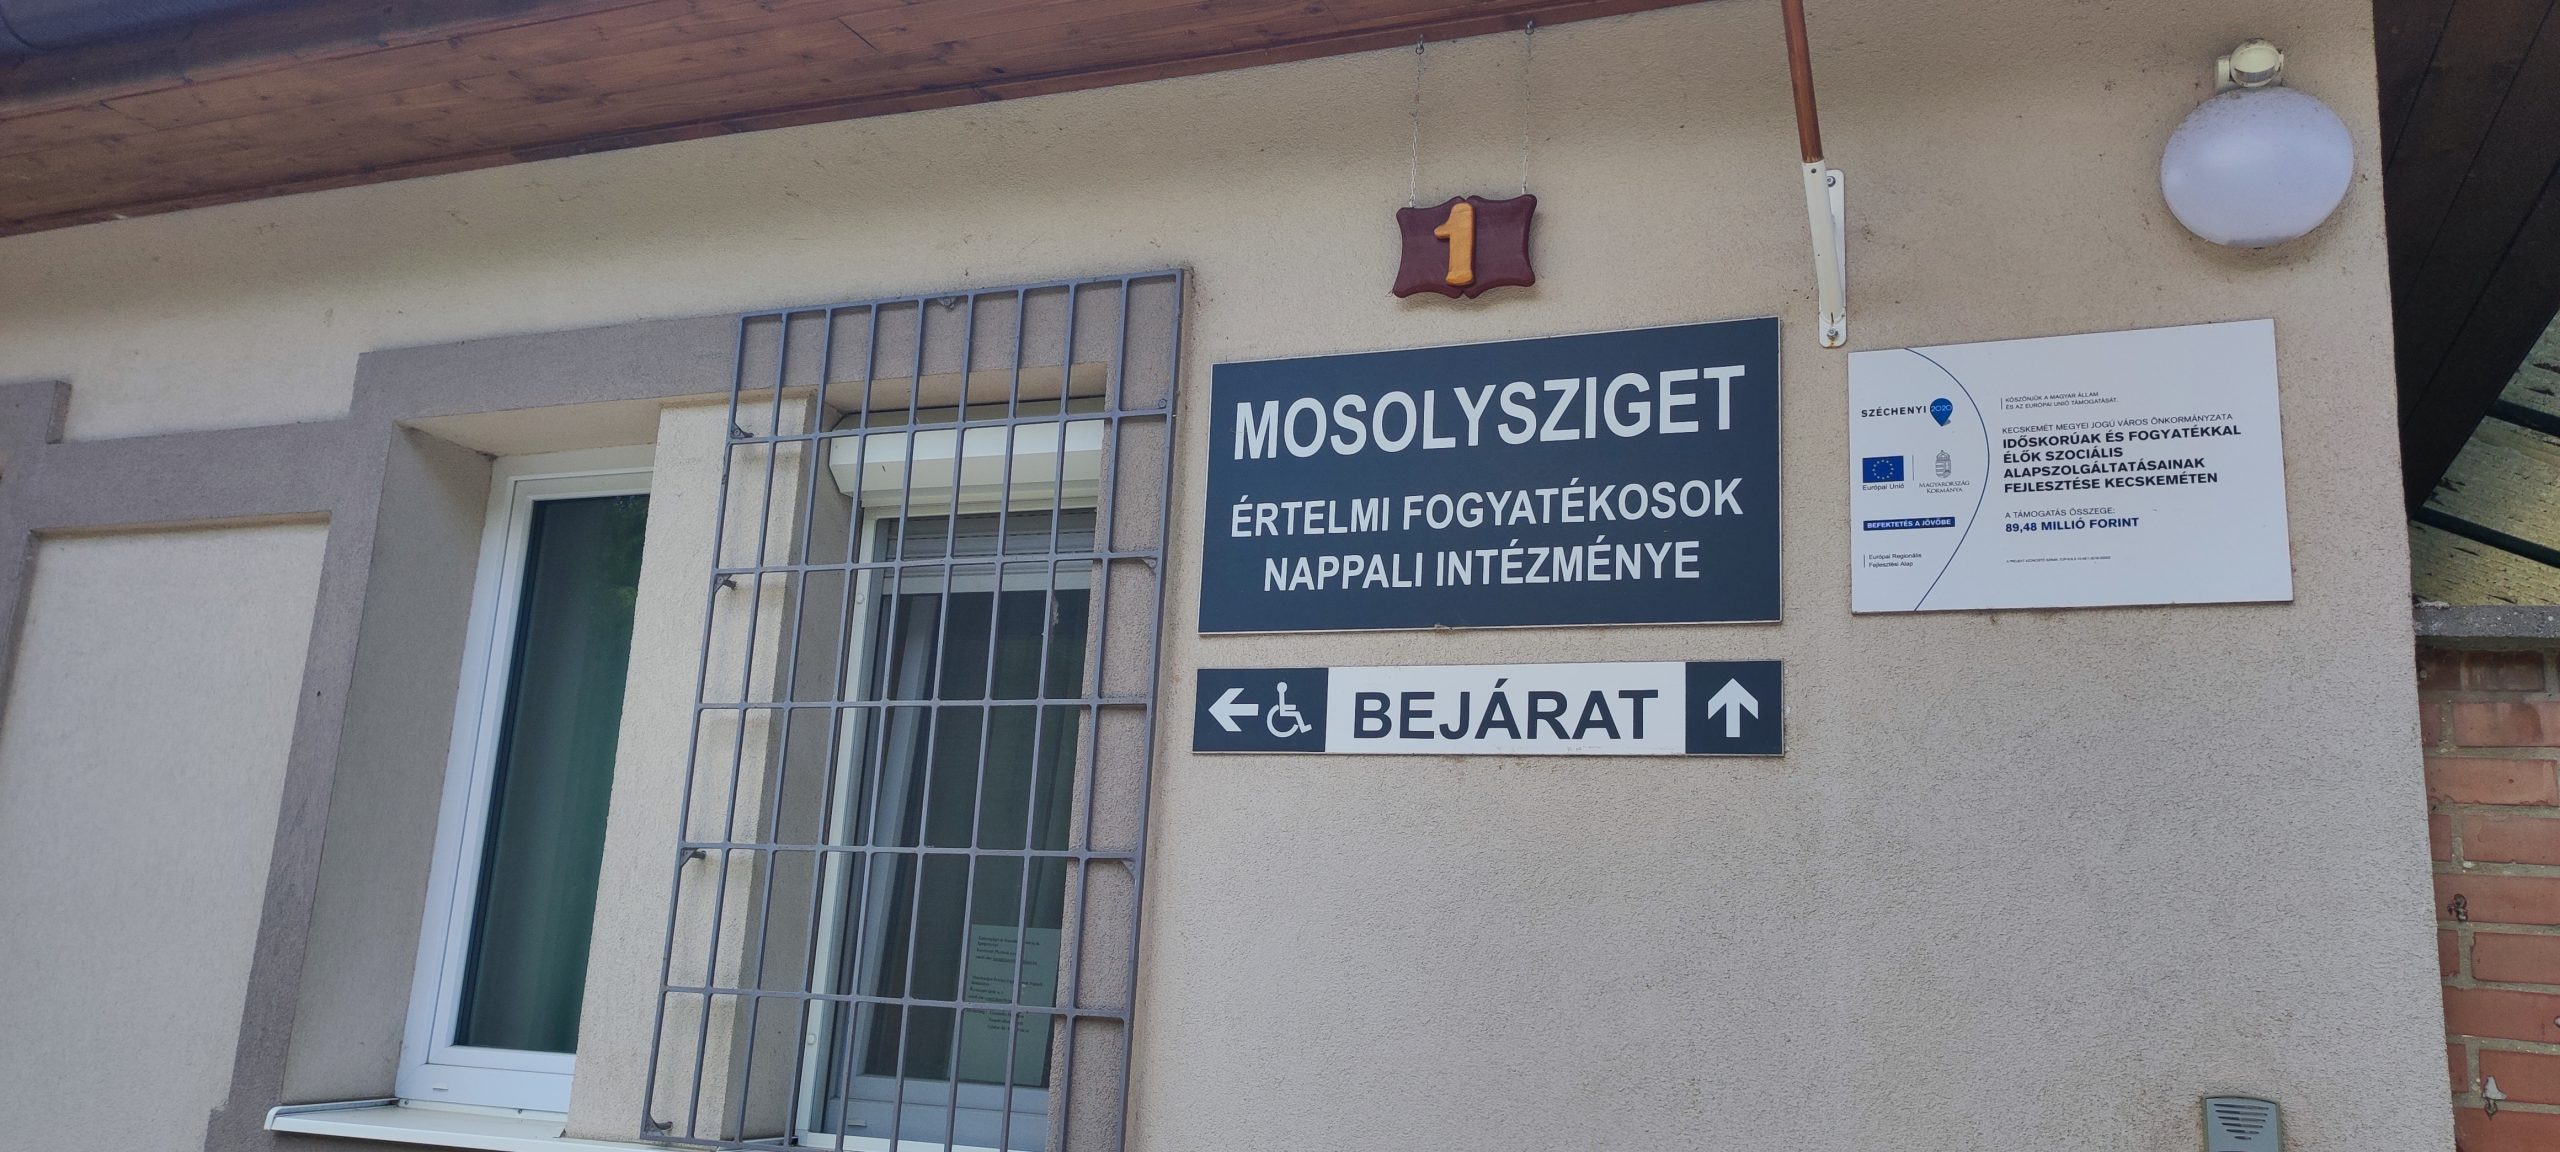 1
MOSOLYSZIGET
ÉRTELMI FOGYATÉKOSOK
NAPPALI INTÉZMÉNYE
BEJÁRAT
SZÉCHENYI 2020
KÖSZÖNJÜK A MAGYAR ÁLLAM
ÉS AZ EURÓPAI UNIÓ TÁMOGATÁSÁT.
KECSKEMÉT MEGYEI JOGÚ VÁROS ÖNKORMÁNYZATA
IDŐSKORÚAK ÉS FOGYATÉKKAL
ÉLŐK SZOCIÁLIS
ALAPSZOLGÁLTATÁSAINAK
FEJLESZTÉSE KECSKEMÉTEN
A TÁMOGATÁS ÖSSZEGE:
89,48 MILLIÓ FORINT
Európai Unió
MAGYARORSZÁG
KORMÁNYA
BEFEKTETÉS A JÖVŐBE
Európai Regionális
Fejlesztési Alap